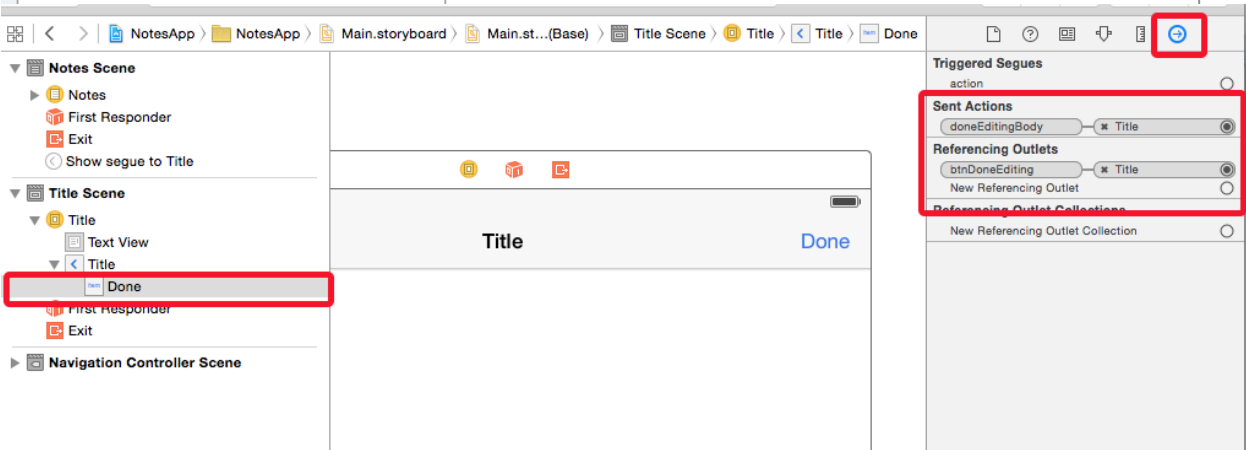 NotesApp NotesApp Main.storyboard Main.st...(Base) Title Scene Title Title Item Done
Notes Scene
Notes
First Responder
Exit
Show segue to Title
Title Scene
Title
Text View
Title
Item Done
First Responder
Exit
Navigation Controller Scene
Title Done
Triggered Segues
action
Sent Actions
doneEditingBody Title
Referencing Outlets
btnDoneEditing Title
New Referencing Outlet
Referencing Outlet Collections
New Referencing Outlet Collection